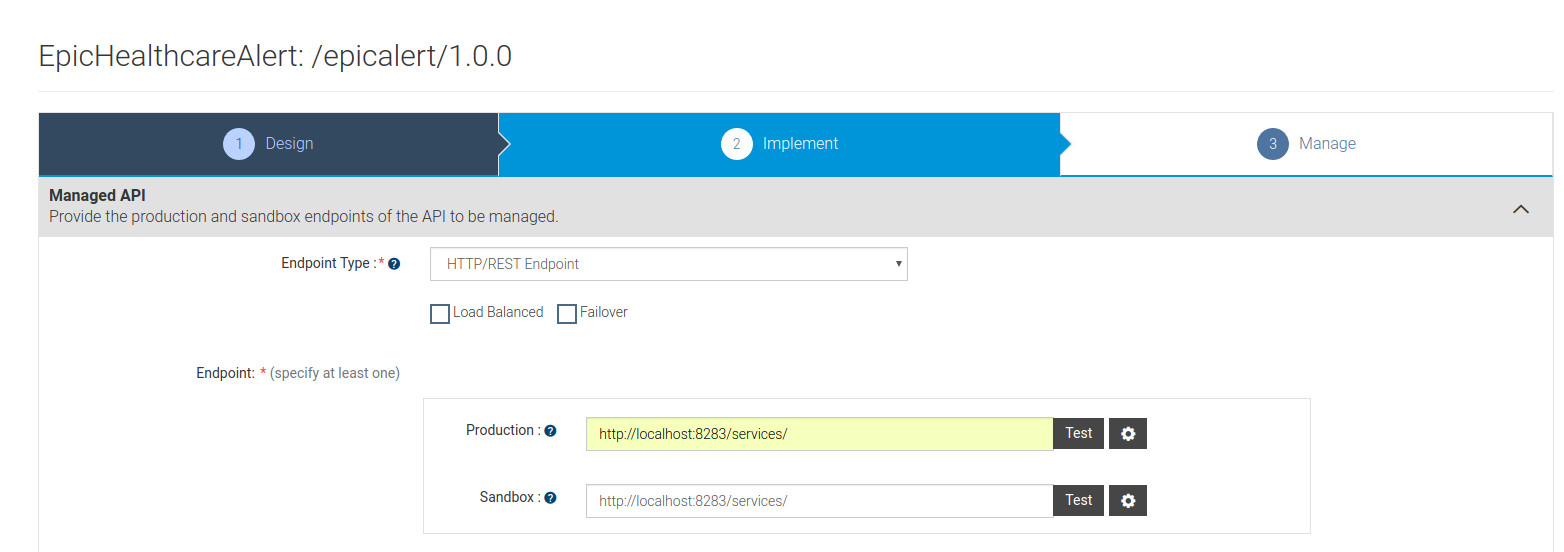 EpicHealthcareAlert: /epicalert/1.0.0
1 Design
2 Implement
3 Manage
Managed API
Provide the production and sandbox endpoints of the API to be managed.
Endpoint Type : * ?
HTTP/REST Endpoint
Load Balanced
Failover
Endpoint: * (specify at least one)
Production : ?
http://localhost:8283/services/
Test
Sandbox : ?
http://localhost:8283/services/
Test